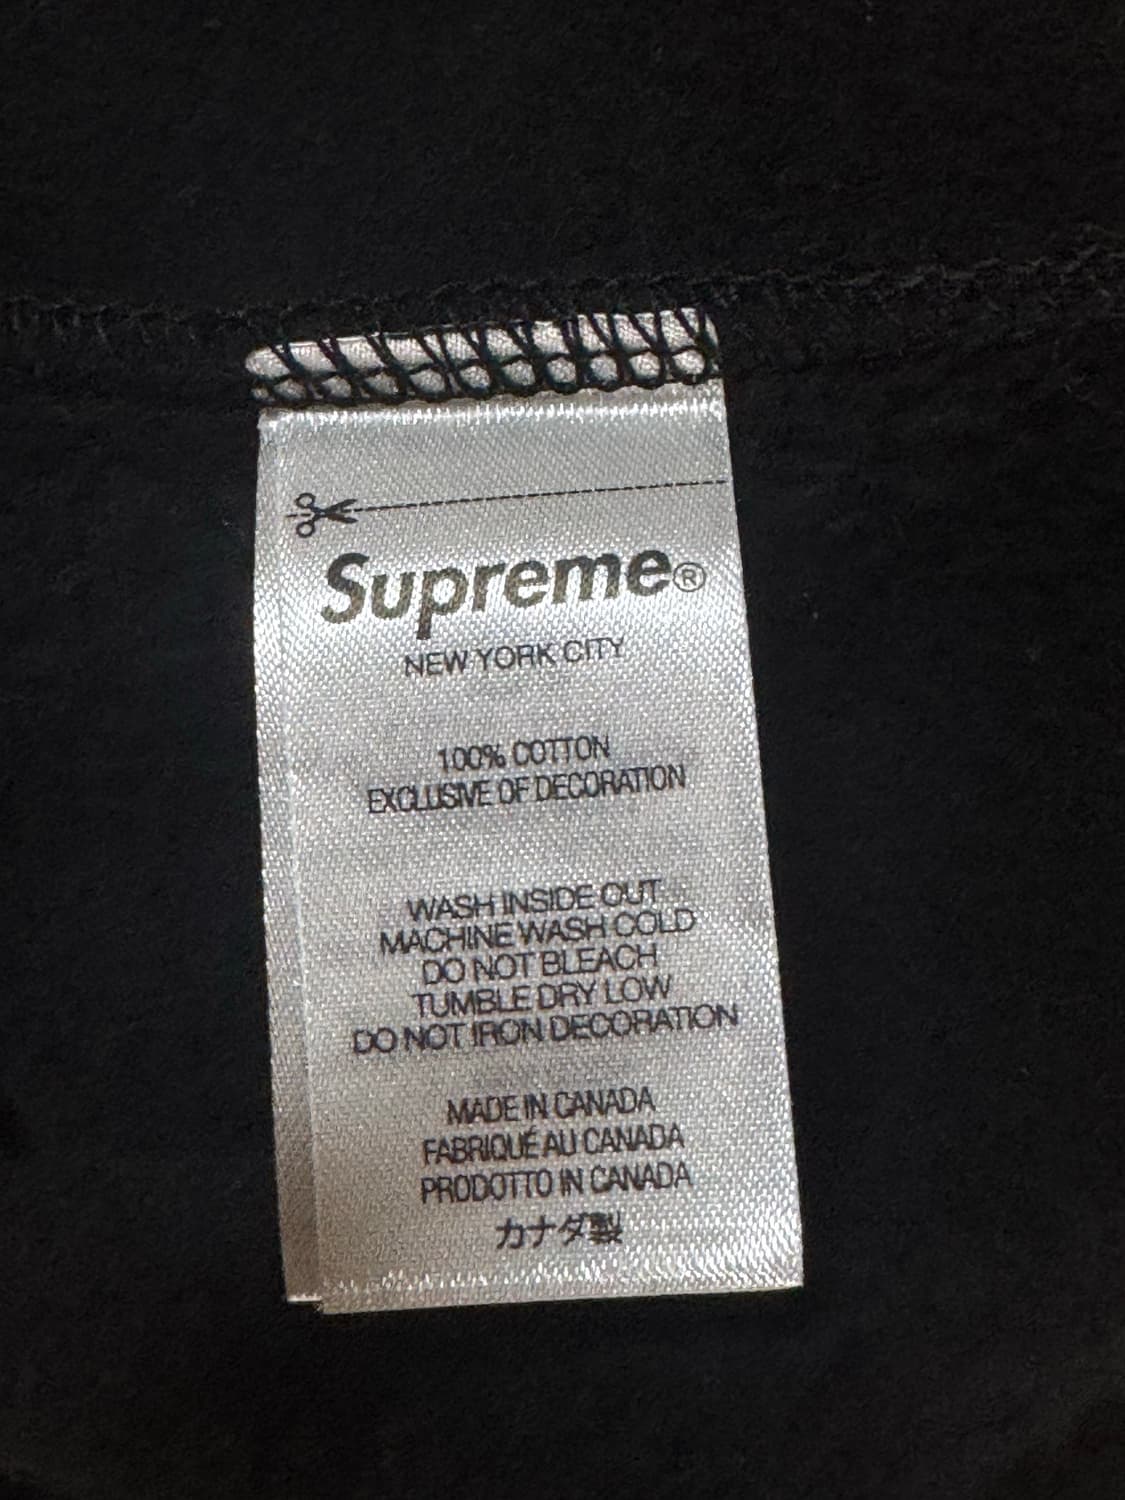 Supreme®
NEW YORK CITY
100% COTTON
EXCLUSIVE OF DECORATION
WASH INSIDE OUT
MACHINE WASH COLD
DO NOT BLEACH
TUMBLE DRY LOW
DO NOT IRON DECORATION
MADE IN CANADA
FABRIQUÉ AU CANADA
PRODOTTO IN CANADA
カナダ製